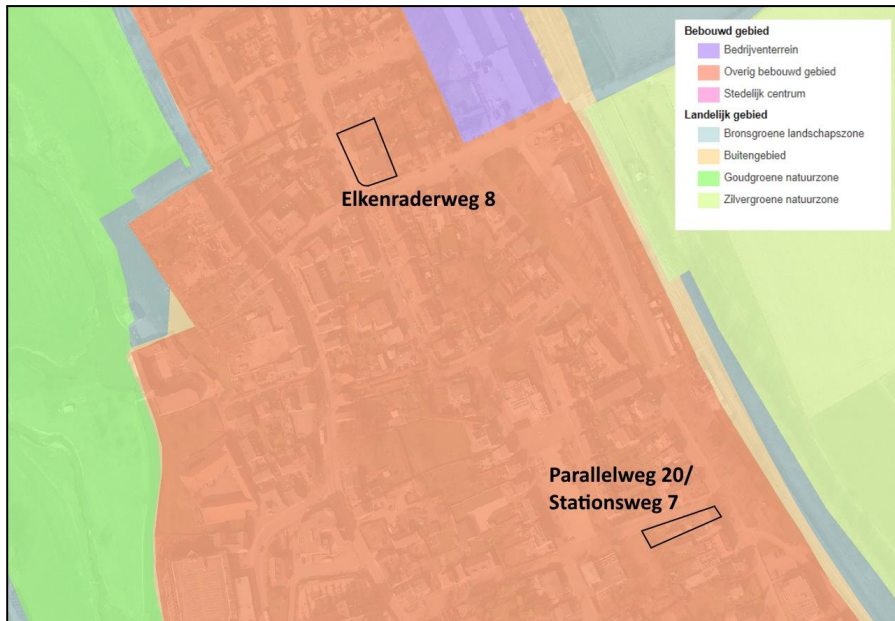 Bebouwd gebied
Bedrijventerrein
Overig bebouwd gebied
Stedelijk centrum
Landelijk gebied
Bronsgroene landschapszone
Buitengebied
Goudgroene natuurzone
Zilvergroene natuurzone
Elkenraderweg 8
Parallelweg 20/
Stationsweg 7